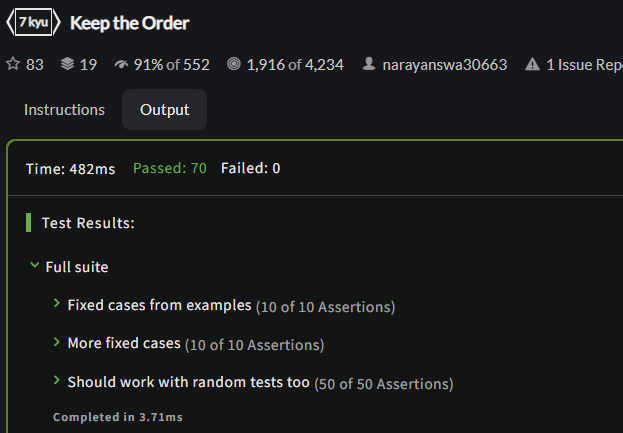 7 kyu Keep the Order
83 19 91% of 552 1,916 of 4,234 narayanswa30663 1 Issue Rep
Instructions Output
Time: 482ms Passed: 70 Failed: 0
Test Results:
Full suite
Fixed cases from examples (10 of 10 Assertions)
More fixed cases (10 of 10 Assertions)
Should work with random tests too (50 of 50 Assertions)
Completed in 3.71ms